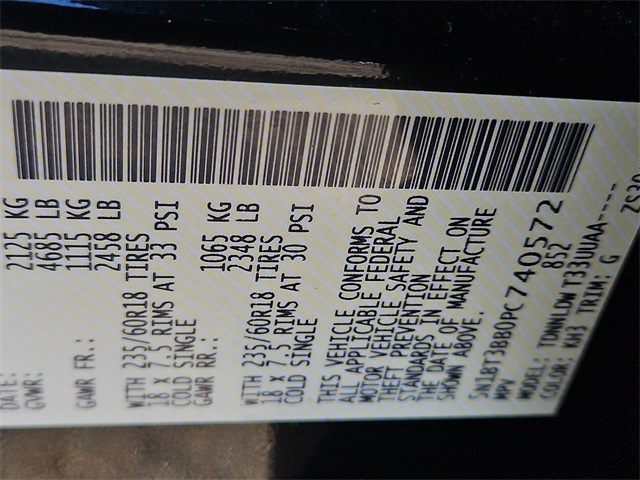 DATE:
GVWR: 2125 KG
4685 LB
GAWR FR.: 1115 KG
2458 LB
WITH 235/60R18 TIRES
18 x 7.5 RIMS AT 33 PSI
COLD SINGLE
GAWR RR.: 1065 KG
2348 LB
WITH 235/60R18 TIRES
18 x 7.5 RIMS AT 30 PSI
COLD SINGLE
THIS VEHICLE CONFORMS TO
ALL APPLICABLE FEDERAL
MOTOR VEHICLE SAFETY AND
THEFT PREVENTION
STANDARDS IN EFFECT ON
THE DATE OF MANUFACTURE
SHOWN ABOVE.
5N1BT3BB0PC740572
MPV 852
MODEL: TDNNLDW T33UUAA----
COLOR: KH3 TRIM: G
ZS30